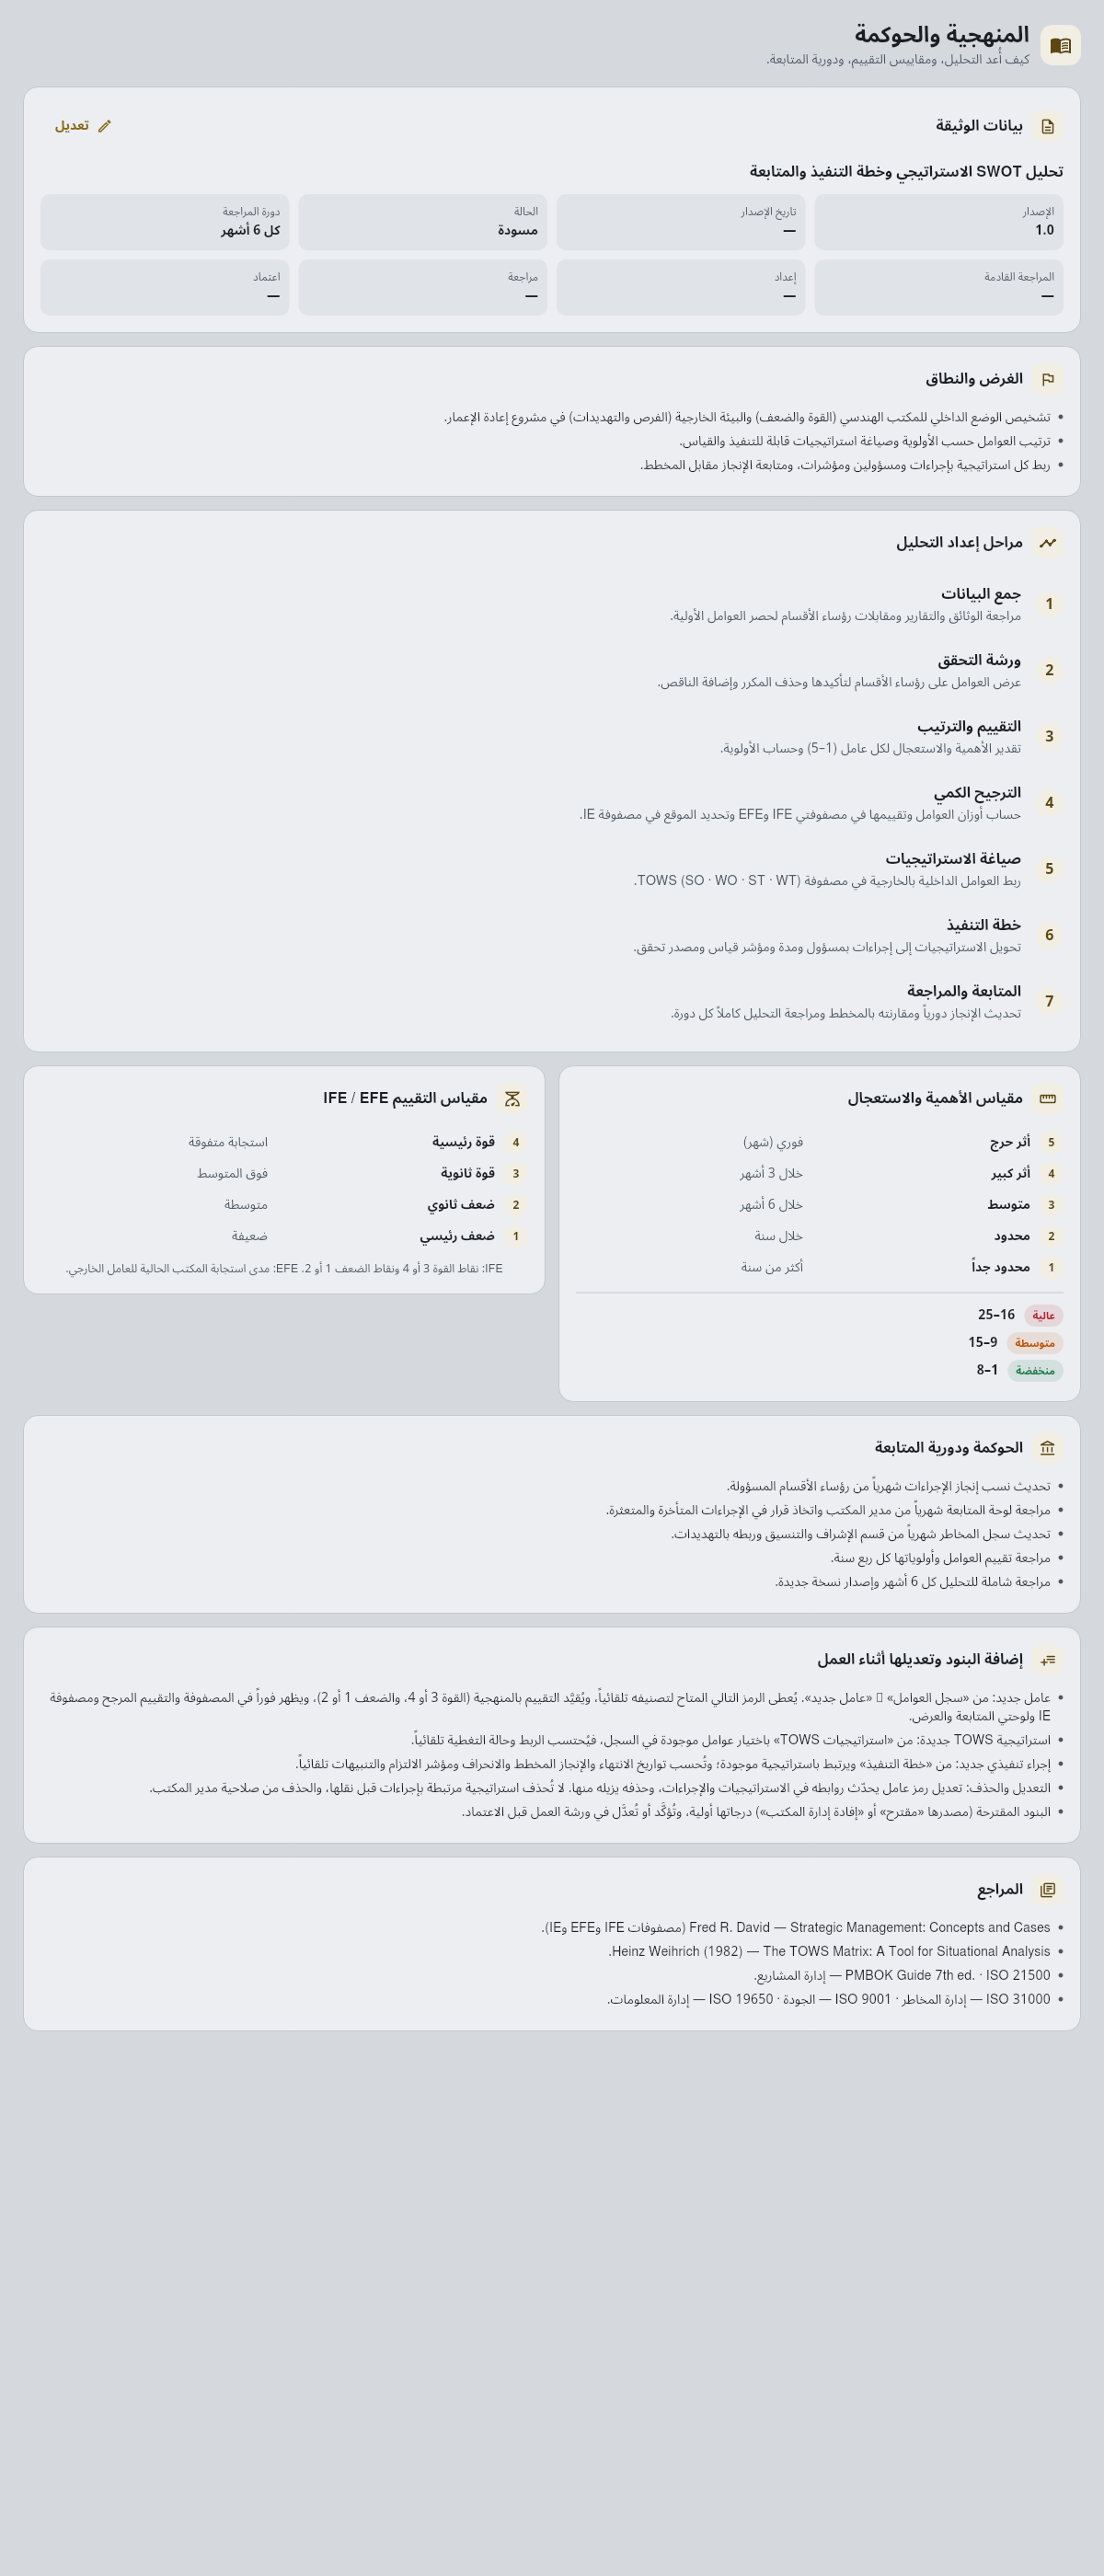 المنهجية والحوكمة
كيف أُعد التحليل، ومقاييس التقييم، ودورية المتابعة.
بيانات الوثيقة
تعديل
تحليل SWOT الاستراتيجي وخطة التنفيذ والمتابعة
الإصدار
1.0
تاريخ الإصدار
—
الحالة
مسودة
دورة المراجعة
كل 6 أشهر
المراجعة القادمة
—
إعداد
—
مراجعة
—
اعتماد
—
الغرض والنطاق
• تشخيص الوضع الداخلي للمكتب الهندسي (القوة والضعف) والبيئة الخارجية (الفرص والتهديدات) في مشروع إعادة الإعمار.
• ترتيب العوامل حسب الأولوية وصياغة استراتيجيات قابلة للتنفيذ والقياس.
• ربط كل استراتيجية بإجراءات ومسؤولين ومؤشرات، ومتابعة الإنجاز مقابل المخطط.
مراحل إعداد التحليل
1
جمع البيانات
مراجعة الوثائق والتقارير ومقابلات رؤساء الأقسام لحصر العوامل الأولية.
2
ورشة التحقق
عرض العوامل على رؤساء الأقسام لتأكيدها وحذف المكرر وإضافة الناقص.
3
التقييم والترتيب
تقدير الأهمية والاستعجال لكل عامل (1–5) وحساب الأولوية.
4
الترجيح الكمي
حساب أوزان العوامل وتقييمها في مصفوفتي IFE وEFE وتحديد الموقع في مصفوفة IE.
5
صياغة الاستراتيجيات
ربط العوامل الداخلية بالخارجية في مصفوفة TOWS (SO · WO · ST · WT).
6
خطة التنفيذ
تحويل الاستراتيجيات إلى إجراءات بمسؤول ومدة ومؤشر قياس ومصدر تحقق.
7
المتابعة والمراجعة
تحديث الإنجاز دورياً ومقارنته بالمخطط ومراجعة التحليل كاملاً كل دورة.
مقياس الأهمية والاستعجال
5 أثر حرج فوري (شهر)
4 أثر كبير خلال 3 أشهر
3 متوسط خلال 6 أشهر
2 محدود خلال سنة
1 محدود جداً أكثر من سنة
عالية 16–25
متوسطة 9–15
منخفضة 1–8
مقياس التقييم IFE / EFE
4 قوة رئيسية استجابة متفوقة
3 قوة ثانوية فوق المتوسط
2 ضعف ثانوي متوسطة
1 ضعف رئيسي ضعيفة
IFE: نقاط القوة 3 أو 4 ونقاط الضعف 1 أو 2. EFE: مدى استجابة المكتب الحالية للعامل الخارجي.
الحوكمة ودورية المتابعة
• تحديث نسب إنجاز الإجراءات شهرياً من رؤساء الأقسام المسؤولة.
• مراجعة لوحة المتابعة شهرياً من مدير المكتب واتخاذ قرار في الإجراءات المتأخرة والمتعثرة.
• تحديث سجل المخاطر شهرياً من قسم الإشراف والتنسيق وربطه بالتهديدات.
• مراجعة تقييم العوامل وأولوياتها كل ربع سنة.
• مراجعة شاملة للتحليل كل 6 أشهر وإصدار نسخة جديدة.
إضافة البنود وتعديلها أثناء العمل
• عامل جديد: من «سجل العوامل» ▯ «عامل جديد». يُعطى الرمز التالي المتاح لتصنيفه تلقائياً، ويُقيَّد التقييم بالمنهجية (القوة 3 أو 4، والضعف 1 أو 2)، ويظهر فوراً في المصفوفة والتقييم المرجح ومصفوفة
IE ولوحتي المتابعة والعرض.
• استراتيجية TOWS جديدة: من «استراتيجيات TOWS» باختيار عوامل موجودة في السجل، فيُحتسب الربط وحالة التغطية تلقائياً.
• إجراء تنفيذي جديد: من «خطة التنفيذ» ويرتبط باستراتيجية موجودة؛ وتُحسب تواريخ الانتهاء والإنجاز المخطط والانحراف ومؤشر الالتزام والتنبيهات تلقائياً.
• التعديل والحذف: تعديل رمز عامل يحدّث روابطه في الاستراتيجيات والإجراءات، وحذفه يزيله منها. لا تُحذف استراتيجية مرتبطة بإجراءات قبل نقلها، والحذف من صلاحية مدير المكتب.
• البنود المقترحة (مصدرها «مقترح» أو «إفادة إدارة المكتب») درجاتها أولية، وتُؤكَّد أو تُعدَّل في ورشة العمل قبل الاعتماد.
المراجع
• Fred R. David — Strategic Management: Concepts and Cases (مصفوفات IFE وEFE وIE).
• Heinz Weihrich (1982) — The TOWS Matrix: A Tool for Situational Analysis.
• PMBOK Guide 7th ed. · ISO 21500 — إدارة المشاريع.
• ISO 31000 — إدارة المخاطر · ISO 9001 — الجودة · ISO 19650 — إدارة المعلومات.